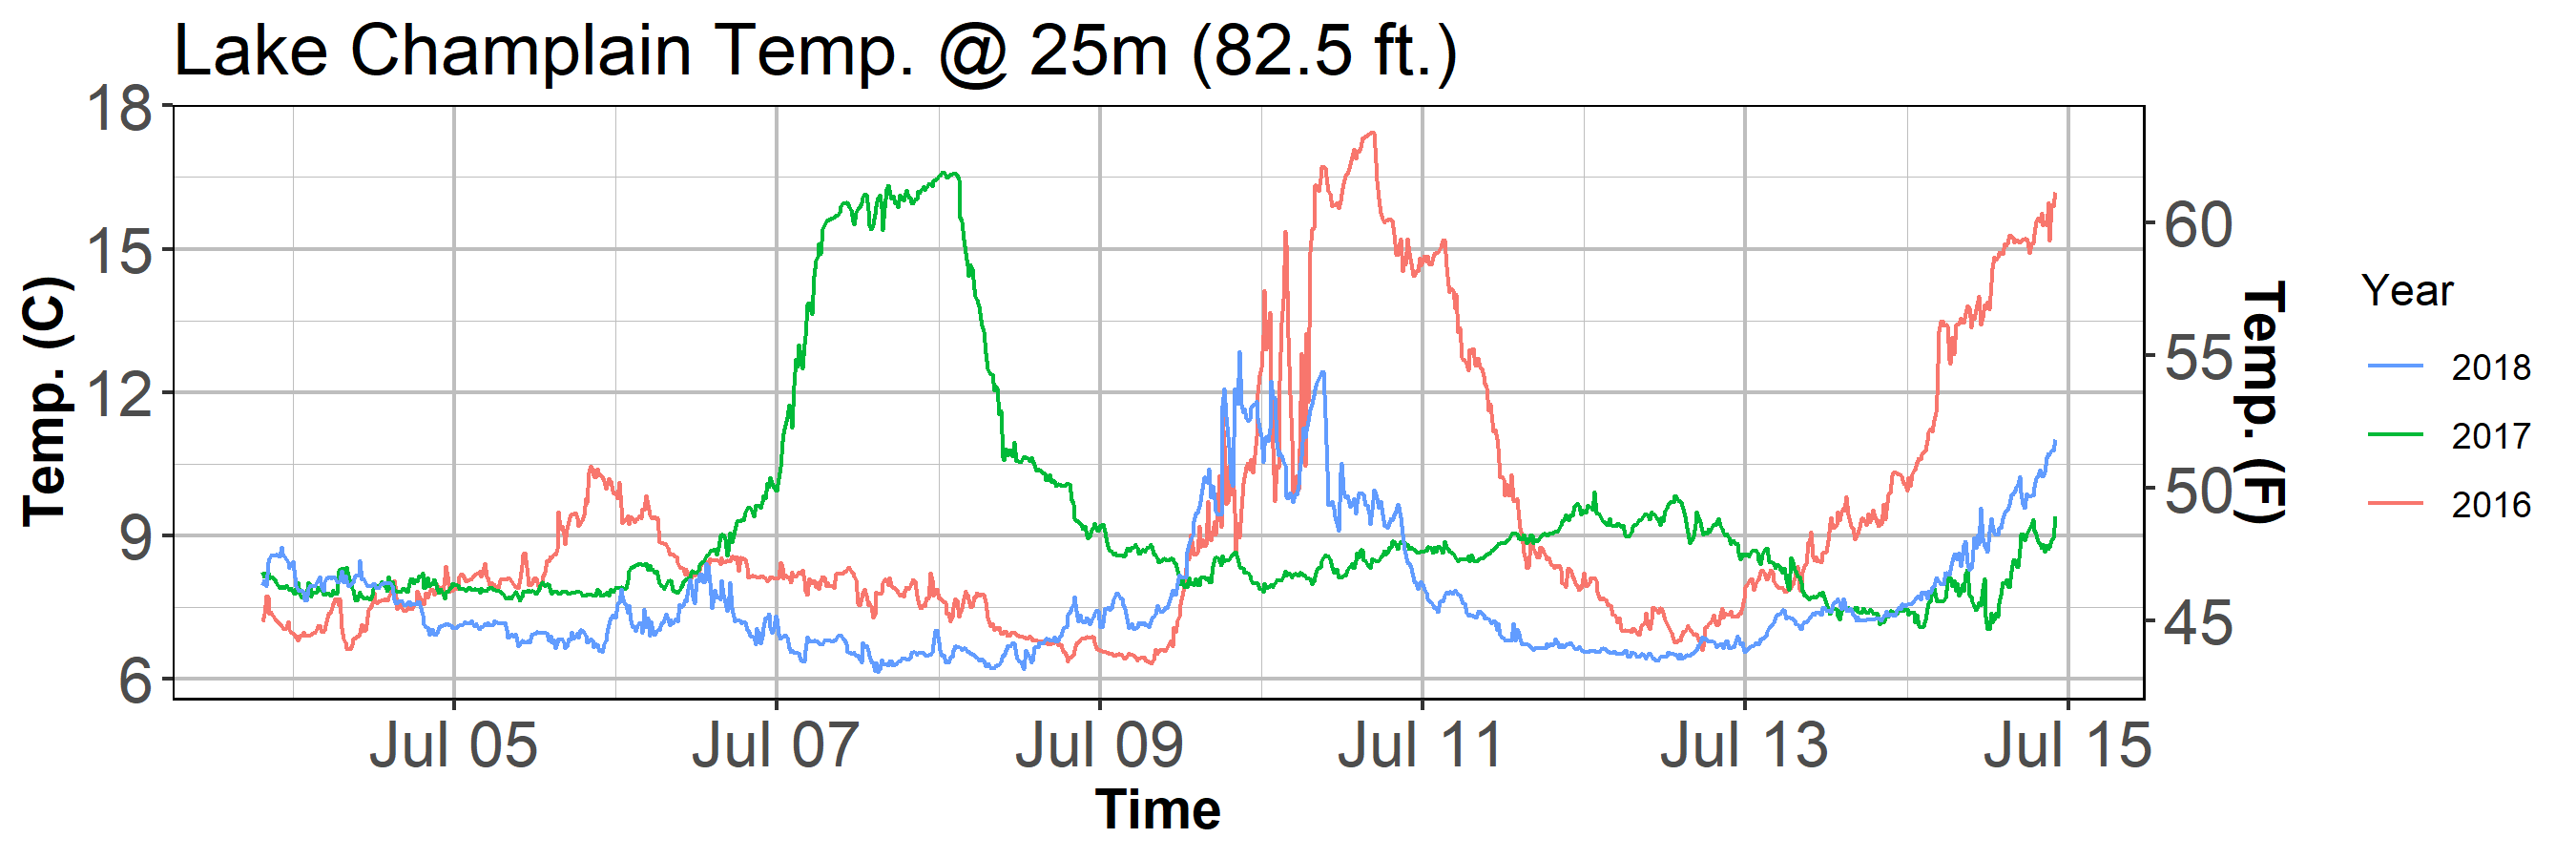 Lake Champlain Temp. @ 25m (82.5 ft.)
Temp. (C)
18
15
12
9
6
60
55
50
45
Temp. (F)
Jul 05 Jul 07 Jul 09 Jul 11 Jul 13 Jul 15
Time
Year
2018
2017
2016